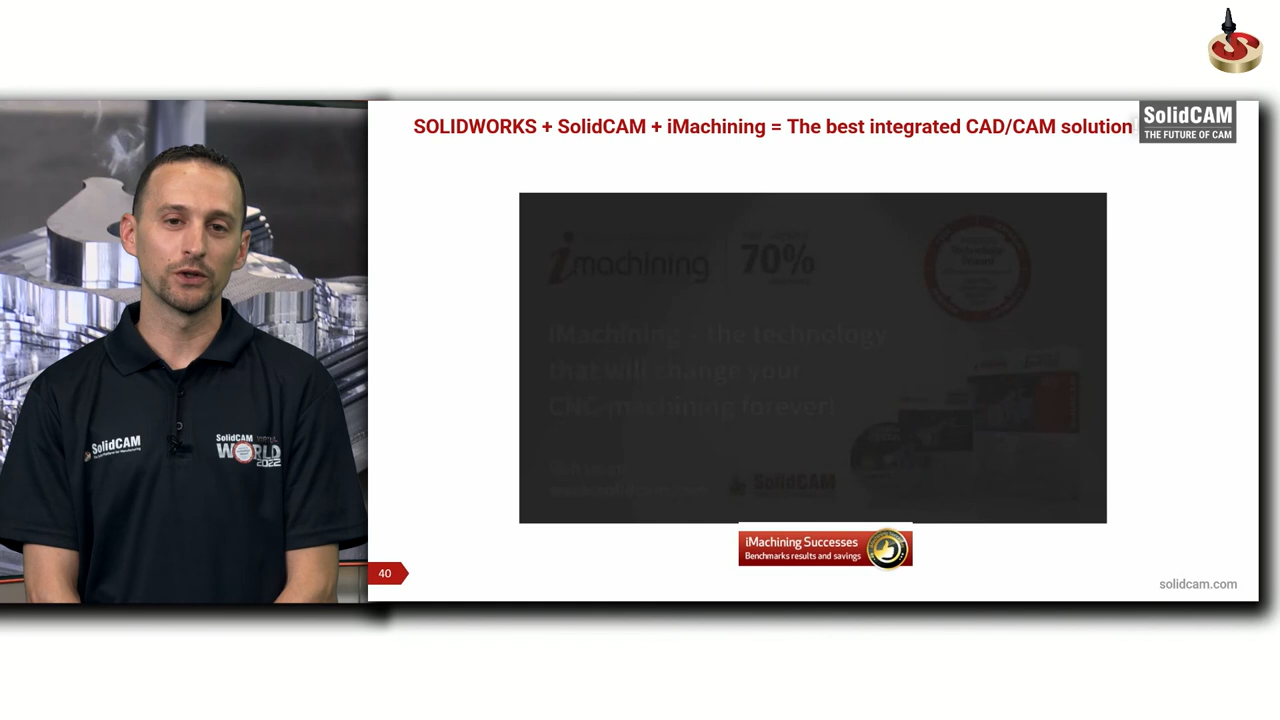 SOLIDWORKS + SolidCAM + iMachining = The best integrated CAD/CAM solution
SolidCAM
THE FUTURE OF CAM
imachining
70%
iMachining - the technology
that will change your
CNC machining forever!
SolidCAM
iMachining Successes
Benchmarks results and savings
40
solidcam.com
SolidCAM
SolidCAM
WORLD
2022